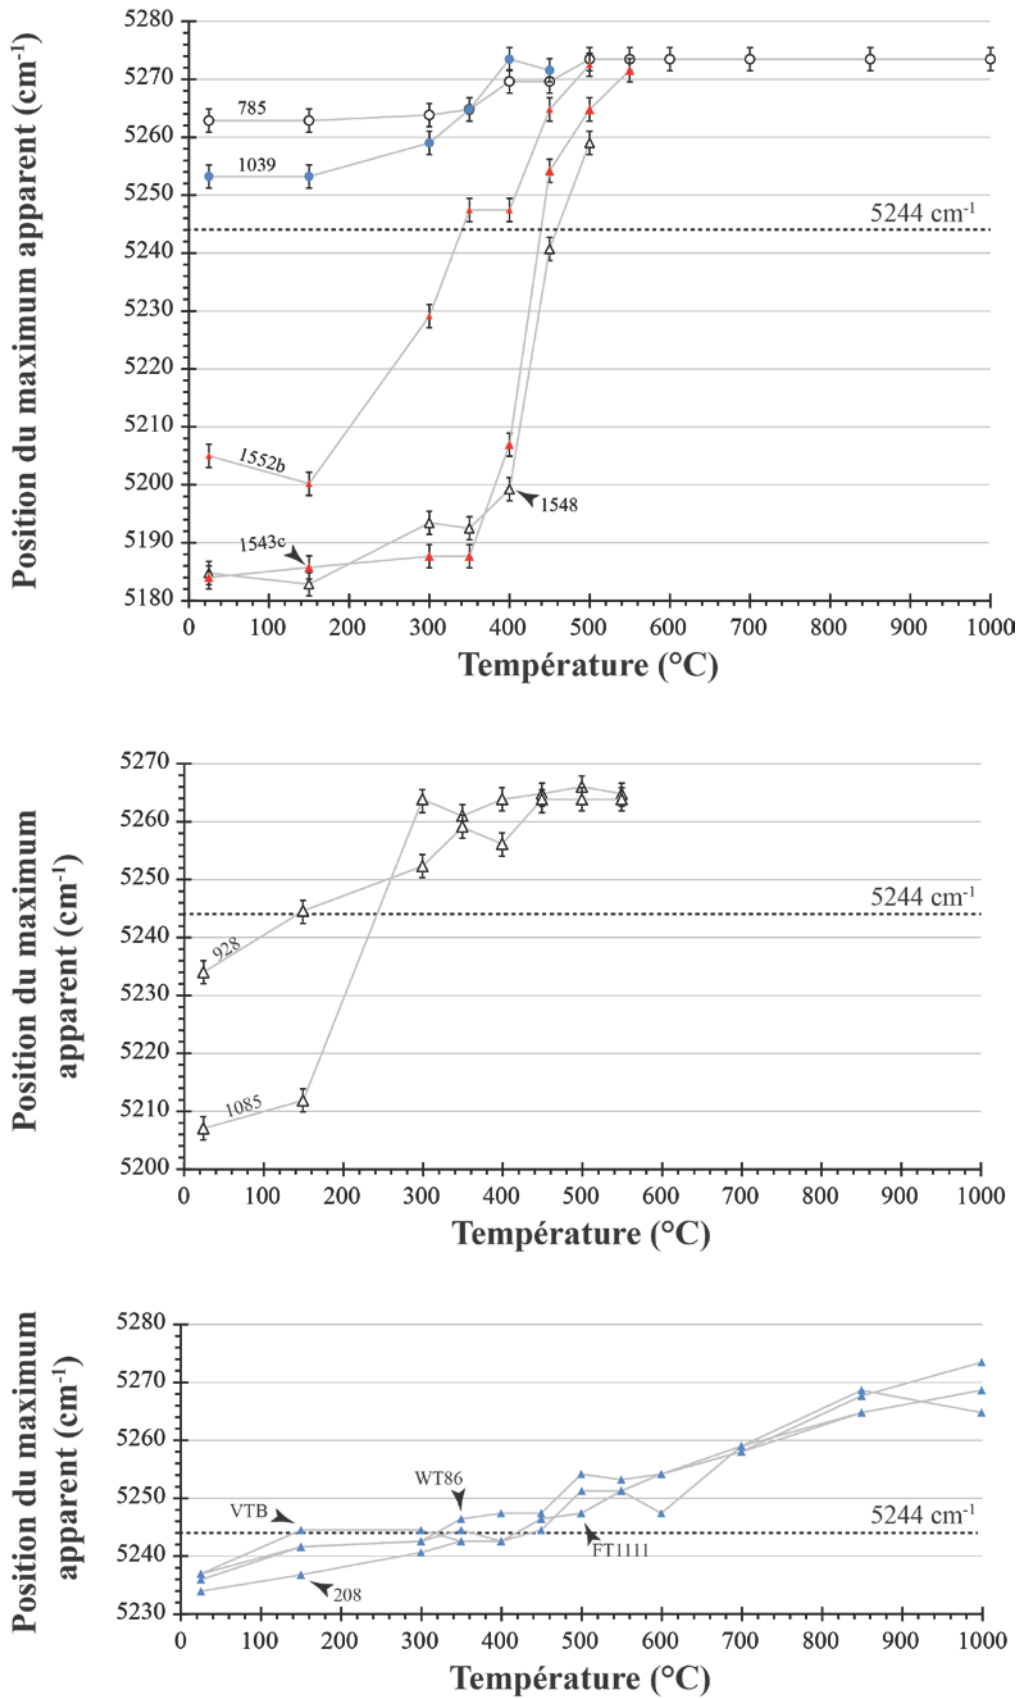 Position du maximum apparent (cm-1)
5280
5270
5260
5250
5240
5230
5220
5210
5200
5190
5180
785
1039
5244 cm-1
1552b
1548
1543c
0 100 200 300 400 500 600 700 800 900 1000
Température (°C)
Position du maximum
apparent (cm-1)
5270
5260
5250
5240
5230
5220
5210
5200
5244 cm-1
928
1085
0 100 200 300 400 500 600 700 800 900 1000
Température (°C)
Position du maximum
apparent (cm-1)
5280
5270
5260
5250
5240
5230
WT86
VTB
5244 cm-1
FT1111
208
0 100 200 300 400 500 600 700 800 900 1000
Température (°C)